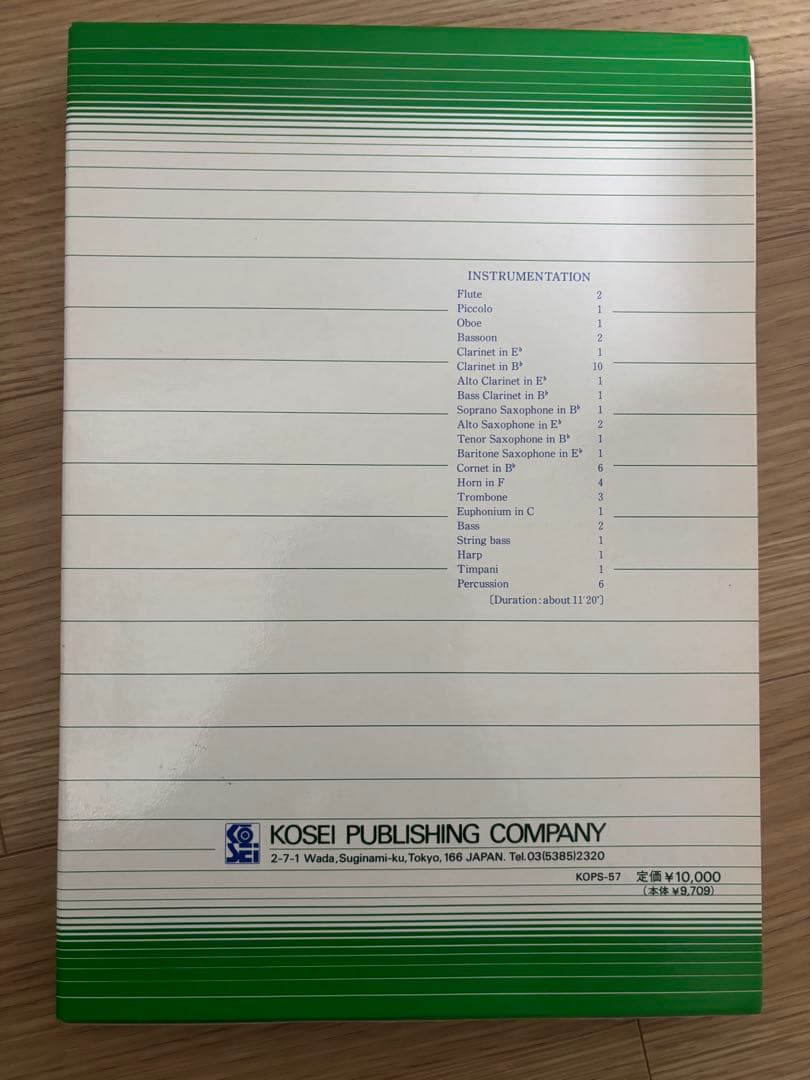 INSTRUMENTATION
Flute 2
Piccolo 1
Oboe 1
Bassoon 2
Clarinet in E♭ 1
Clarinet in B♭ 10
Alto Clarinet in E♭ 1
Bass Clarinet in B♭ 1
Soprano Saxophone in B♭ 1
Alto Saxophone in E♭ 2
Tenor Saxophone in B♭ 1
Baritone Saxophone in E♭ 1
Cornet in B♭ 6
Horn in F 4
Trombone 3
Euphonium in C 1
Bass 2
String bass 1
Harp 1
Timpani 1
Percussion 6
〔Duration: about 11′20″〕
KOSEI KOSEI PUBLISHING COMPANY
2-7-1 Wada, Suginami-ku, Tokyo, 166 JAPAN. Tel. 03(5385)2320
KOPS-57 定価¥10,000
(本体¥9,709)